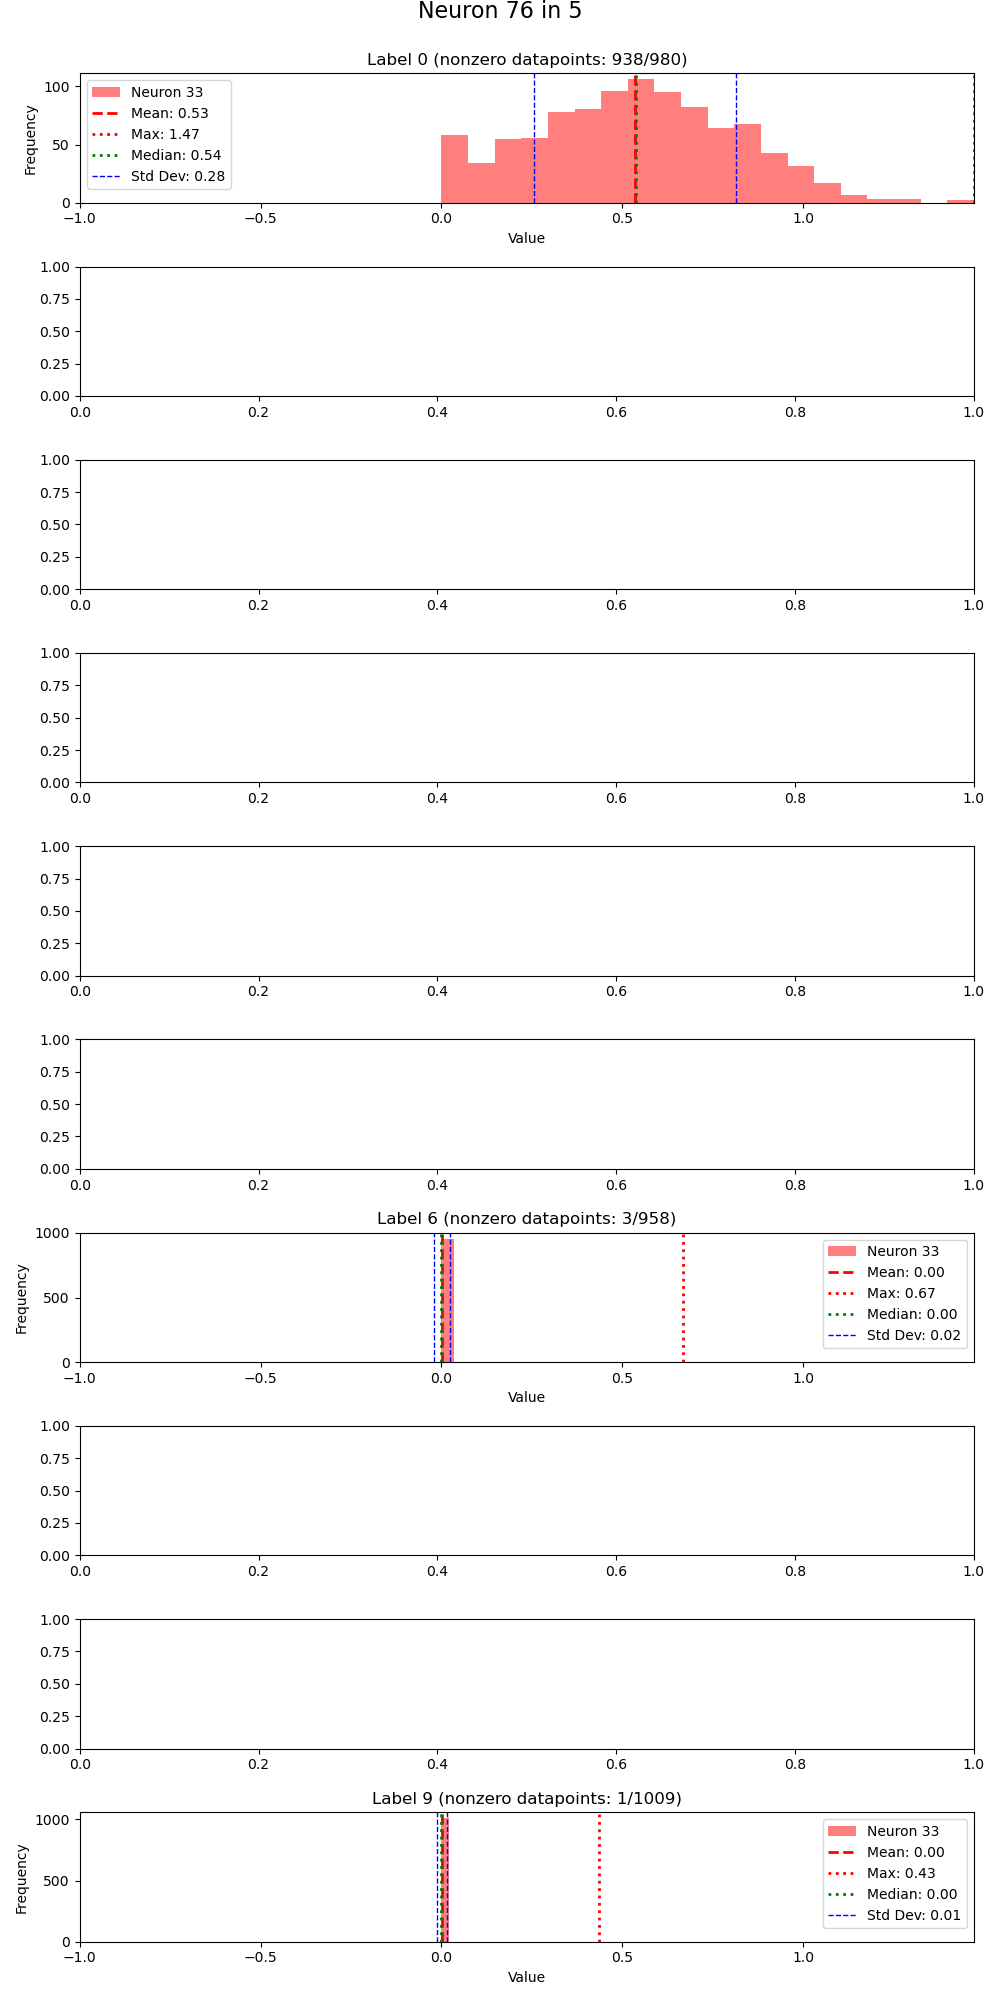 Neuron 76 in 5
Label 0 (nonzero datapoints: 938/980)
Frequency
100
50
0
Neuron 33
Mean: 0.53
Max: 1.47
Median: 0.54
Std Dev: 0.28
−1.0 −0.5 0.0 0.5 1.0
Value
1.00
0.75
0.50
0.25
0.00
0.0 0.2 0.4 0.6 0.8 1.0
1.00
0.75
0.50
0.25
0.00
0.0 0.2 0.4 0.6 0.8 1.0
1.00
0.75
0.50
0.25
0.00
0.0 0.2 0.4 0.6 0.8 1.0
1.00
0.75
0.50
0.25
0.00
0.0 0.2 0.4 0.6 0.8 1.0
1.00
0.75
0.50
0.25
0.00
0.0 0.2 0.4 0.6 0.8 1.0
Label 6 (nonzero datapoints: 3/958)
Frequency
1000
500
0
Neuron 33
Mean: 0.00
Max: 0.67
Median: 0.00
Std Dev: 0.02
−1.0 −0.5 0.0 0.5 1.0
Value
1.00
0.75
0.50
0.25
0.00
0.0 0.2 0.4 0.6 0.8 1.0
1.00
0.75
0.50
0.25
0.00
0.0 0.2 0.4 0.6 0.8 1.0
Label 9 (nonzero datapoints: 1/1009)
Frequency
1000
500
0
Neuron 33
Mean: 0.00
Max: 0.43
Median: 0.00
Std Dev: 0.01
−1.0 −0.5 0.0 0.5 1.0
Value